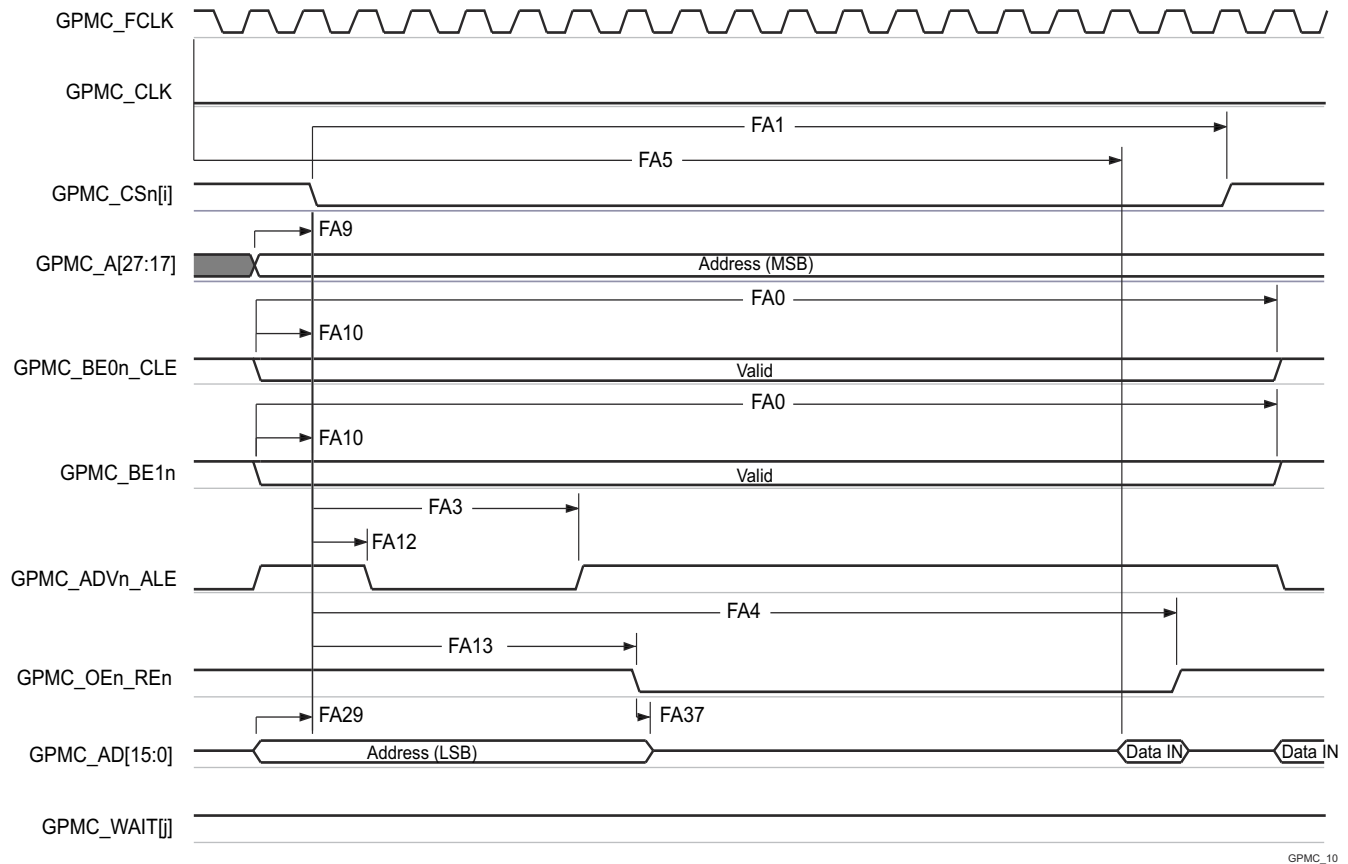 GPMC_FCLK
GPMC_CLK
FA1
FA5
GPMC_CSn[i]
FA9
GPMC_A[27:17]
Address (MSB)
FA0
FA10
GPMC_BE0n_CLE
Valid
FA0
FA10
GPMC_BE1n
Valid
FA3
FA12
GPMC_ADVn_ALE
FA4
FA13
GPMC_OEn_REn
FA29
FA37
GPMC_AD[15:0]
Address (LSB)
Data IN
Data IN
GPMC_WAIT[j]
GPMC_10